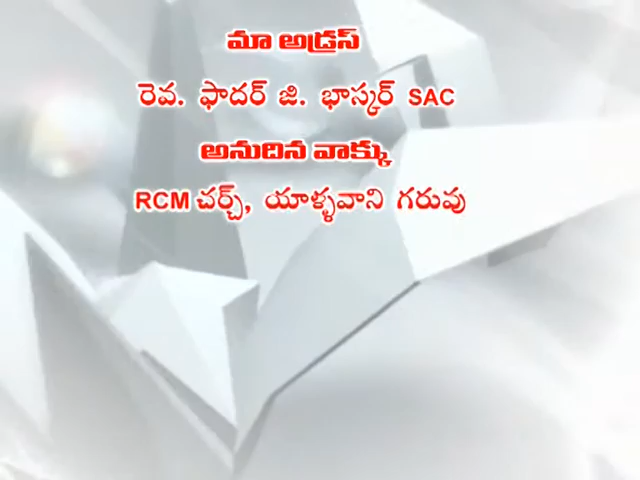 మా అడ్రస్
రెవ. ఫాదర్ జి. భాస్కర్ SAC
అనుదిన వాక్కు
RCM చర్చ్, యాళ్ళవాని గరువు